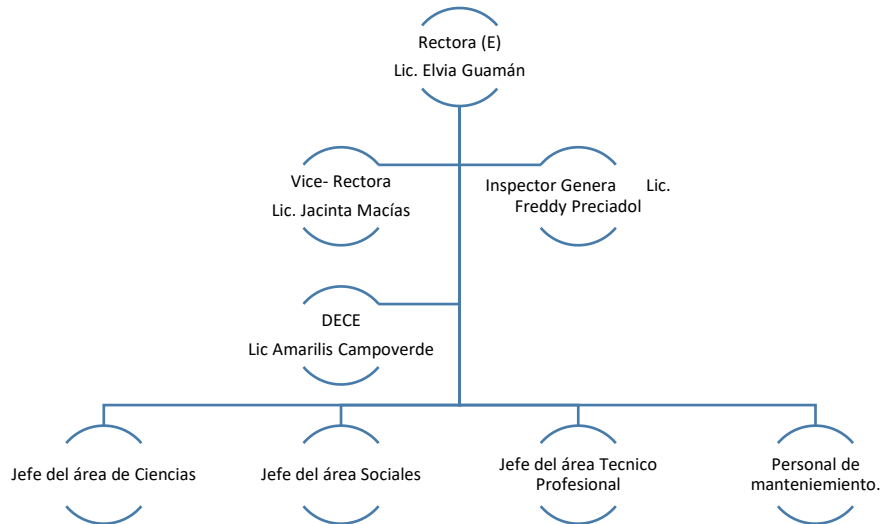 Rectora (E)
Lic. Elvia Guamán
Vice- Rectora
Lic. Jacinta Macías
Inspector Genera Lic.
Freddy Preciadol
DECE
Lic Amarilis Campoverde
Jefe del área de Ciencias
Jefe del área Sociales
Jefe del área Tecnico
Profesional
Personal de
manteniemiento.